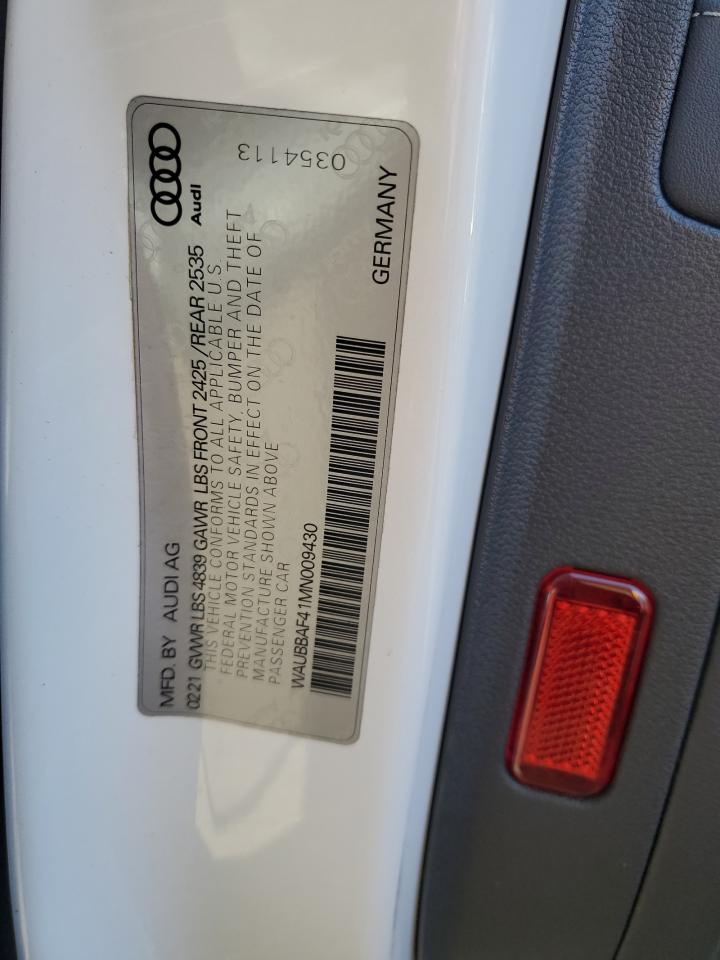 MFD. BY AUDI AG
Audi
02.21 GVWR LBS 4839 GAWR LBS FRONT 2425/REAR 2535
THIS VEHICLE CONFORMS TO ALL APPLICABLE U S
FEDERAL MOTOR VEHICLE SAFETY, BUMPER AND THEFT
PREVENTION STANDARDS IN EFFECT ON THE DATE OF
MANUFACTURE SHOWN ABOVE
PASSENGER CAR
WAUBBAF41MN009430
GERMANY
0354113